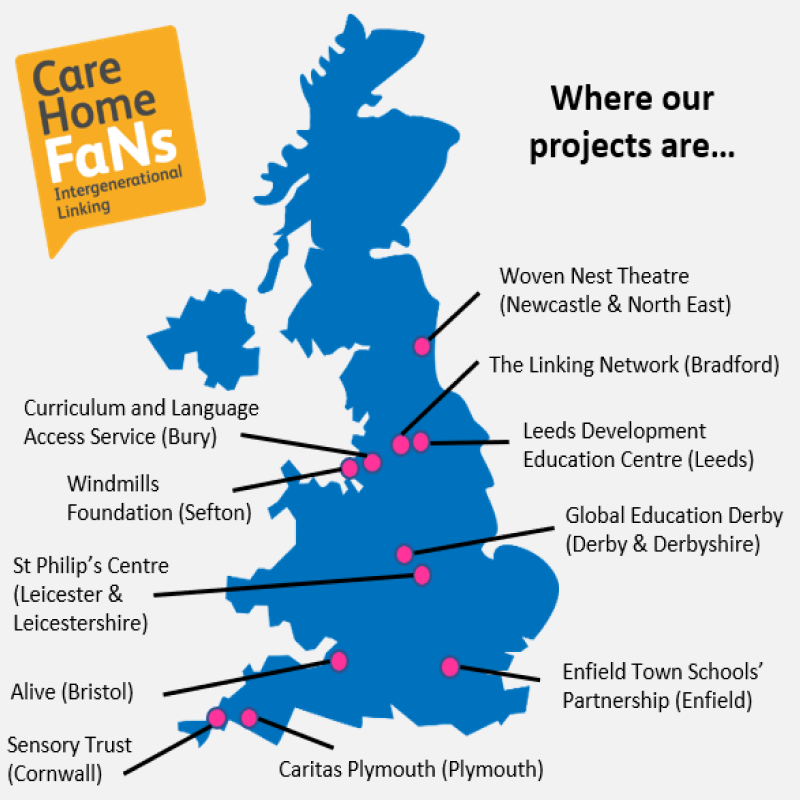 Care
Home
FaNs
Intergenerational
Linking
Where our
projects are...
Woven Nest Theatre
(Newcastle & North East)
The Linking Network (Bradford)
Curriculum and Language
Access Service (Bury)
Leeds Development
Education Centre (Leeds)
Windmills
Foundation (Sefton)
Global Education Derby
(Derby & Derbyshire)
St Philip’s Centre
(Leicester &
Leicestershire)
Alive (Bristol)
Enfield Town Schools’
Partnership (Enfield)
Sensory Trust
(Cornwall)
Caritas Plymouth (Plymouth)